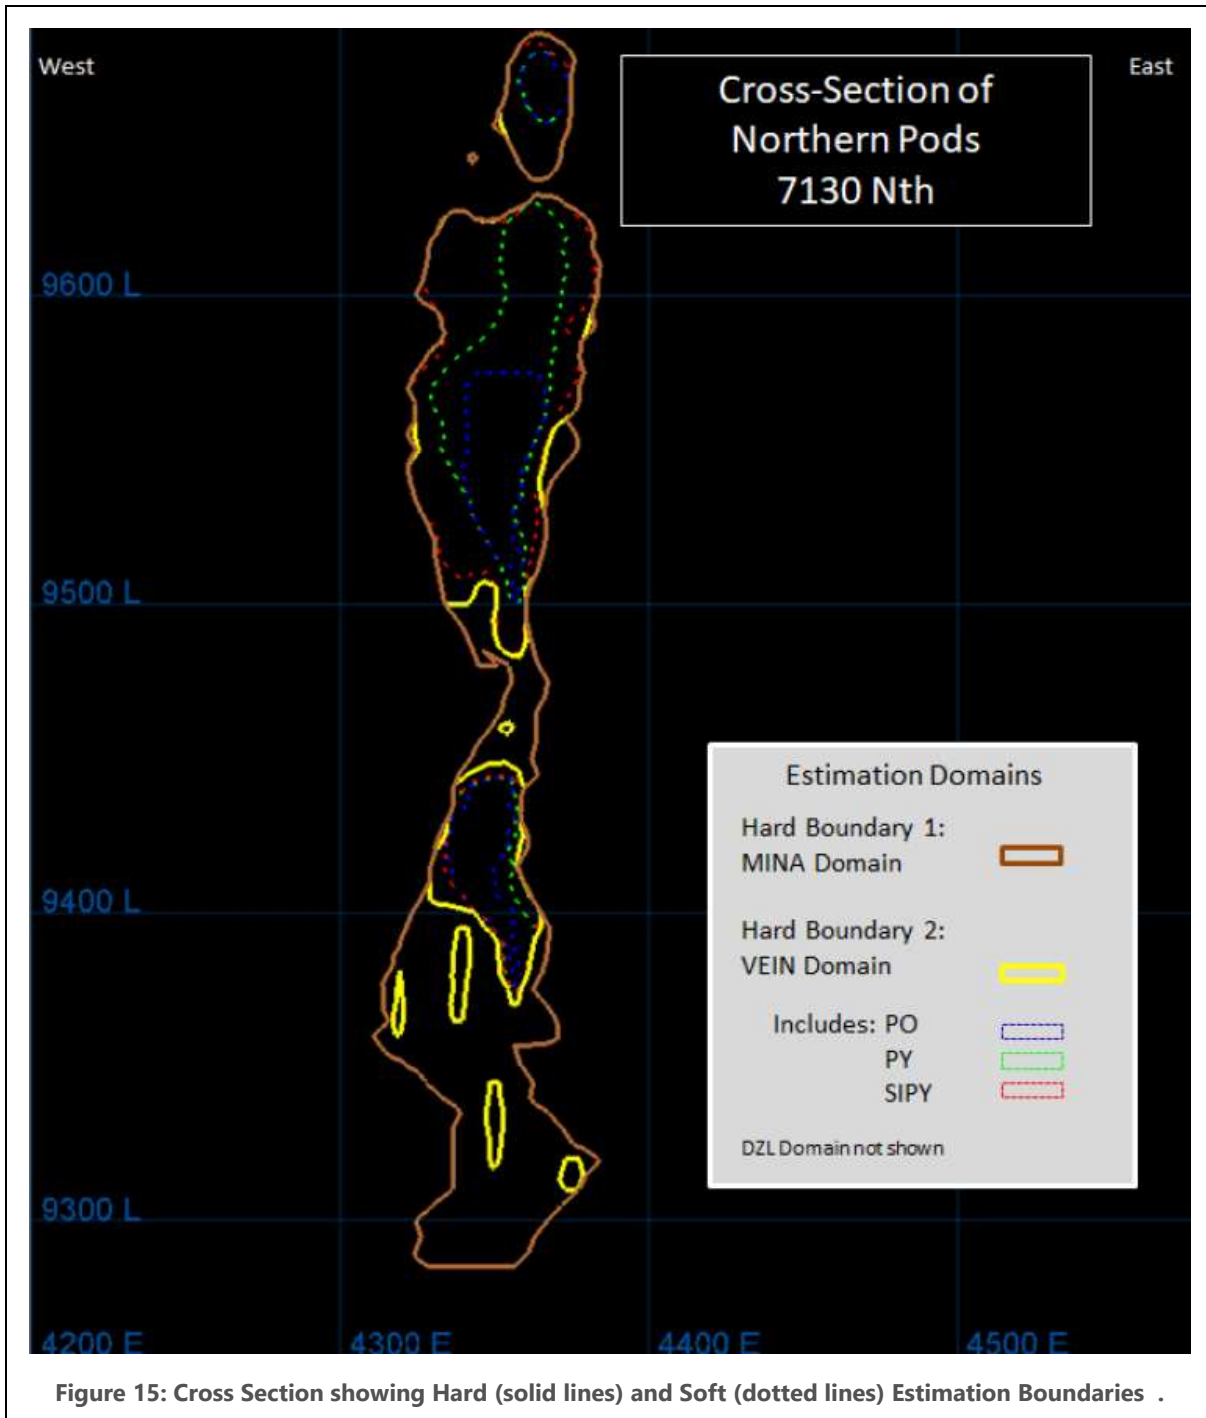 West
East
Cross-Section of
Northern Pods
7130 Nth
9600 L
9500 L
9400 L
9300 L
4200 E
4300 E
4400 E
4500 E
Estimation Domains
Hard Boundary 1:
MINA Domain
Hard Boundary 2:
VEIN Domain
Includes: PO
PY
SIPY
DZL Domain not shown
Figure 15: Cross Section showing Hard (solid lines) and Soft (dotted lines) Estimation Boundaries .